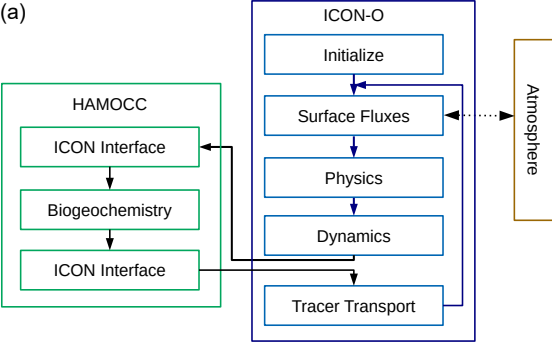 (a)
ICON-O
Initialize
Surface Fluxes
Physics
Dynamics
Tracer Transport
HAMOCC
ICON Interface
Biogeochemistry
ICON Interface
Atmosphere